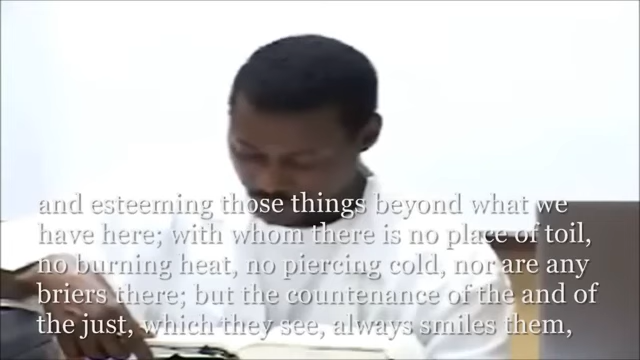 and esteeming those things beyond what we
have here; with whom there is no place of toil,
no burning heat, no piercing cold, nor are any
briers there; but the countenance of the and of
the just, which they see, always smiles them,